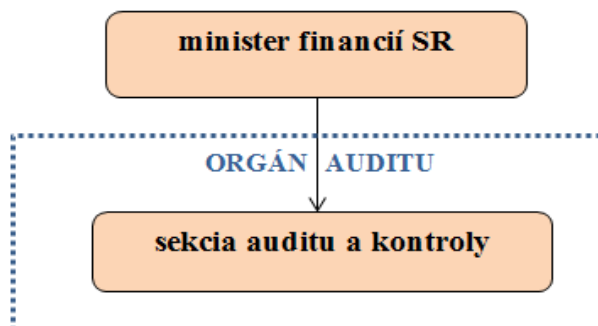 minister financií SR
ORGÁN AUDITU
sekcia auditu a kontroly